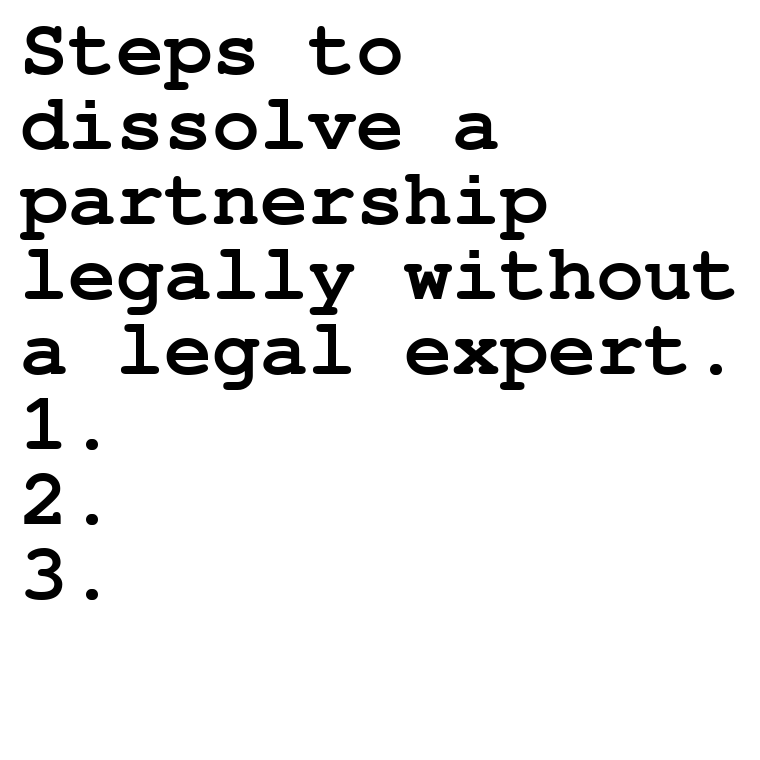 Steps to
dissolve a
partnership
legally without
a legal expert.
1.
2.
3.